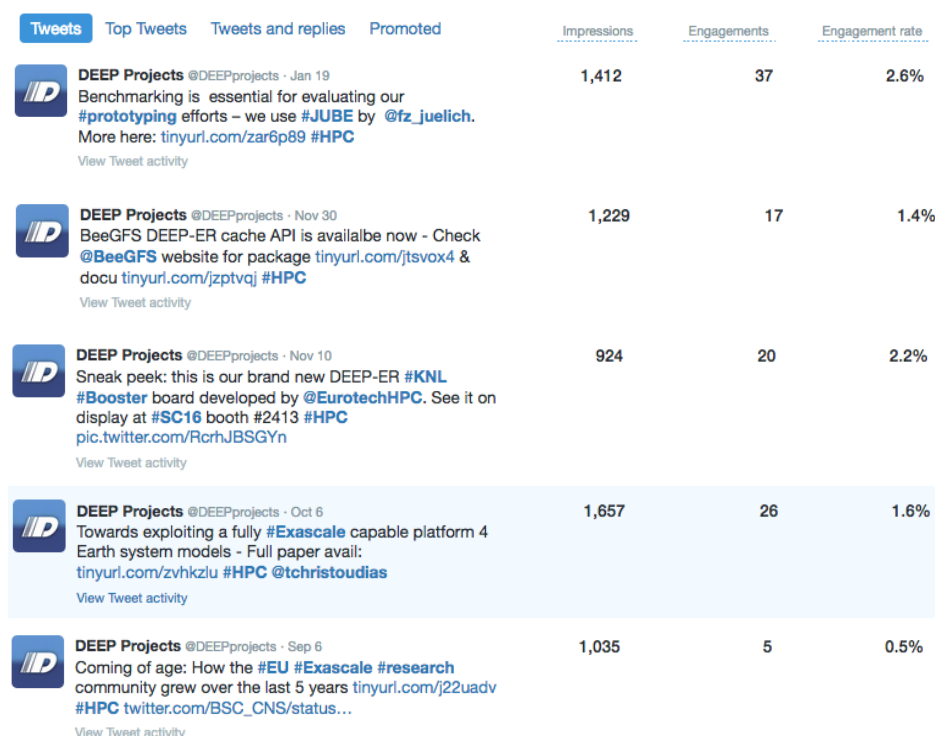 Tweets Top Tweets Tweets and replies Promoted Impressions Engagements Engagement rate
DEEP Projects @DEEPprojects · Jan 19 1,412 37 2.6%
Benchmarking is essential for evaluating our
#prototyping efforts – we use #JUBE by @fz_juelich.
More here: tinyurl.com/zar6p89 #HPC
View Tweet activity
DEEP Projects @DEEPprojects · Nov 30 1,229 17 1.4%
BeeGFS DEEP-ER cache API is availalbe now - Check
@BeeGFS website for package tinyurl.com/jtsvox4 &
docu tinyurl.com/jzptvqj #HPC
View Tweet activity
DEEP Projects @DEEPprojects · Nov 10 924 20 2.2%
Sneak peek: this is our brand new DEEP-ER #KNL
#Booster board developed by @EurotechHPC. See it on
display at #SC16 booth #2413 #HPC
pic.twitter.com/RcrhJBSGYn
View Tweet activity
DEEP Projects @DEEPprojects · Oct 6 1,657 26 1.6%
Towards exploiting a fully #Exascale capable platform 4
Earth system models - Full paper avail:
tinyurl.com/zvhkzlu #HPC @tchristoudias
View Tweet activity
DEEP Projects @DEEPprojects · Sep 6 1,035 5 0.5%
Coming of age: How the #EU #Exascale #research
community grew over the last 5 years tinyurl.com/j22uadv
#HPC twitter.com/BSC_CNS/status…
View Tweet activity